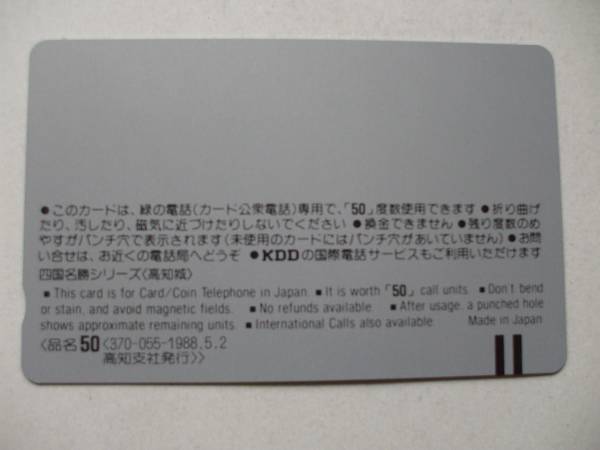 ●このカードは、緑の電話(カード公衆電話)専用で、「50」度数使用できます●折り曲げ
たり、汚したり、磁気に近づけたりしないでください ●換金できません●残り度数のめ
やすがパンチ穴で表示されます(未使用のカードにはパンチ穴があいていません)●お問
い合せは、お近くの電話局へどうぞ ●KDDの国際電話サービスもご利用いただけます
四国名勝シリーズ〈高知城〉
■ This card is for Card/Coin Telephone in Japan. ■ It is worth「50」call units. ■ Don't bend
or stain, and avoid magnetic fields. ■ No refunds available. ■ After usage, a punched hole
shows approximate remaining units. ■ International Calls also available. Made in Japan
〈品名50〈370-055-1988.5.2
高知支社発行〉〉